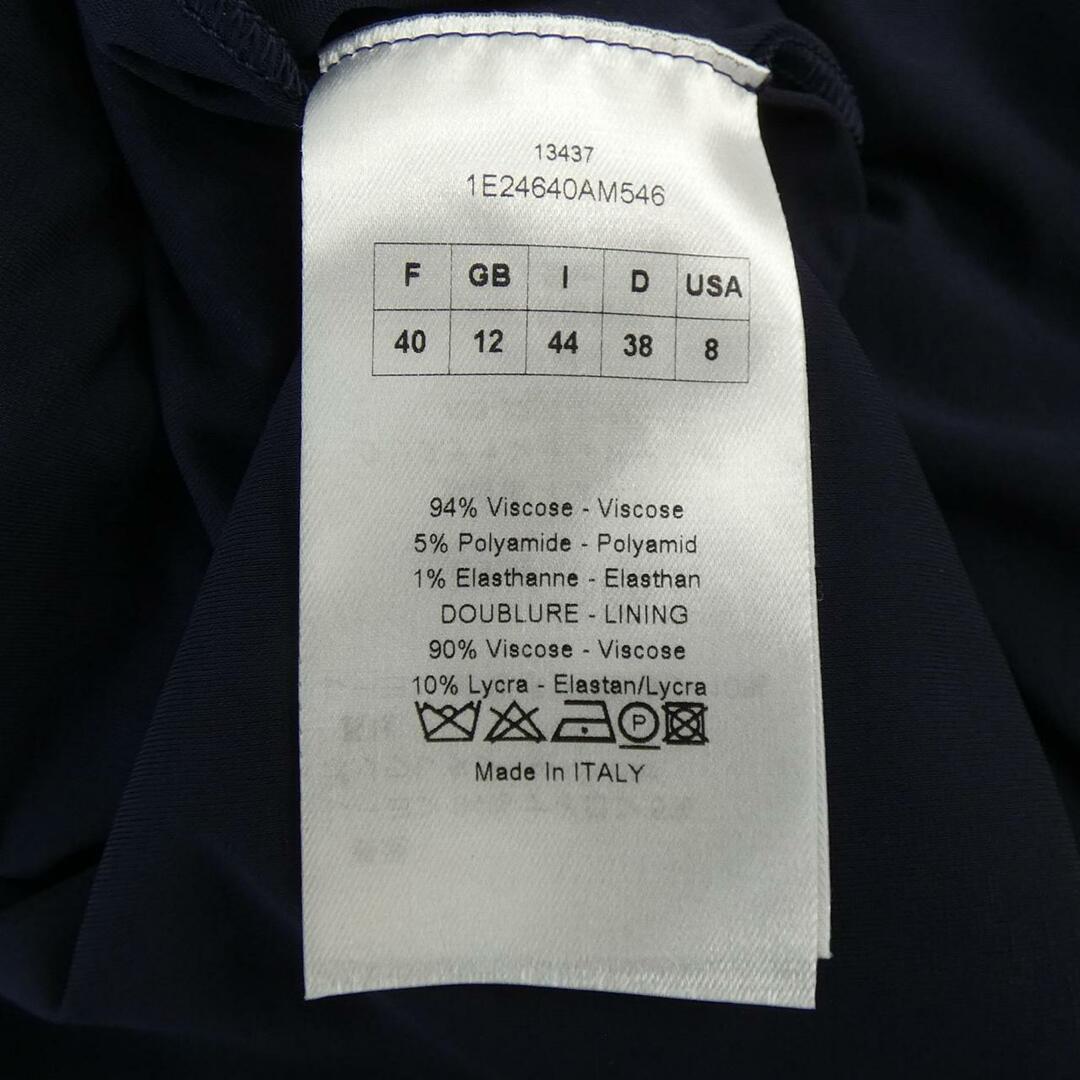 13437
1E24640AM546
F GB I D USA
40 12 44 38 8
94% Viscose - Viscose
5% Polyamide - Polyamid
1% Elasthanne - Elasthan
DOUBLURE - LINING
90% Viscose - Viscose
10% Lycra - Elastan/Lycra
P
Made In ITALY